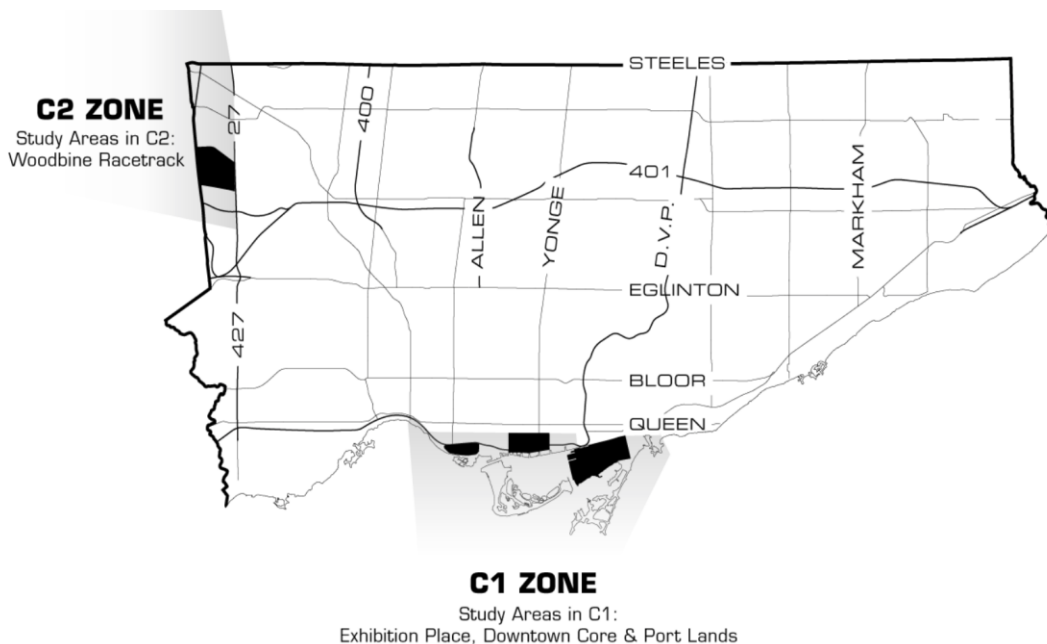 STEELES
C2 ZONE
Study Areas in C2:
Woodbine Racetrack
27
400
401
ALLEN
YONGE
D.V.P.
MARKHAM
EGLINTON
427
BLOOR
QUEEN
C1 ZONE
Study Areas in C1:
Exhibition Place, Downtown Core & Port Lands